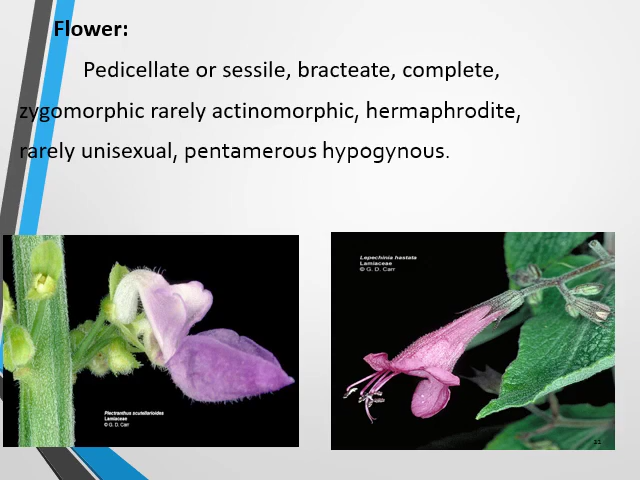 Flower:
Pedicellate or sessile, bracteate, complete,
zygomorphic rarely actinomorphic, hermaphrodite,
rarely unisexual, pentamerous hypogynous.
Lepechinia hastata
Lamiaceae
© G. D. Carr
Plectranthus scutellarioides
Lamiaceae
© G. D. Carr